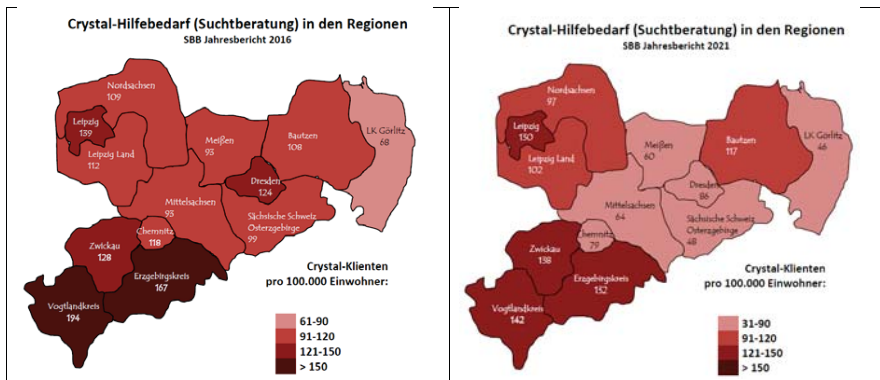 Crystal-Hilfebedarf (Suchtberatung) in den Regionen
SBB Jahresbericht 2016
Nordsachsen
109
Leipzig
139
Leipzig Land
112
Meißen
93
Bautzen
108
LK Görlitz
68
Dresden
124
Mittelsachsen
93
Sächsische Schweiz
Osterzgebirge
99
Chemnitz
118
Zwickau
128
Erzgebirgskreis
167
Vogtlandkreis
194
Crystal-Klienten
pro 100.000 Einwohner:
61-90
91-120
121-150
> 150
Crystal-Hilfebedarf (Suchtberatung) in den Regionen
SBB Jahresbericht 2021
Nordsachsen
97
Leipzig
130
Leipzig Land
102
Meißen
60
Bautzen
117
LK Görlitz
46
Dresden
86
Mittelsachsen
64
Sächsische Schweiz
Osterzgebirge
48
Chemnitz
79
Zwickau
138
Erzgebirgskreis
132
Vogtlandkreis
142
Crystal-Klienten
pro 100.000 Einwohner:
31-90
91-120
121-150
> 150